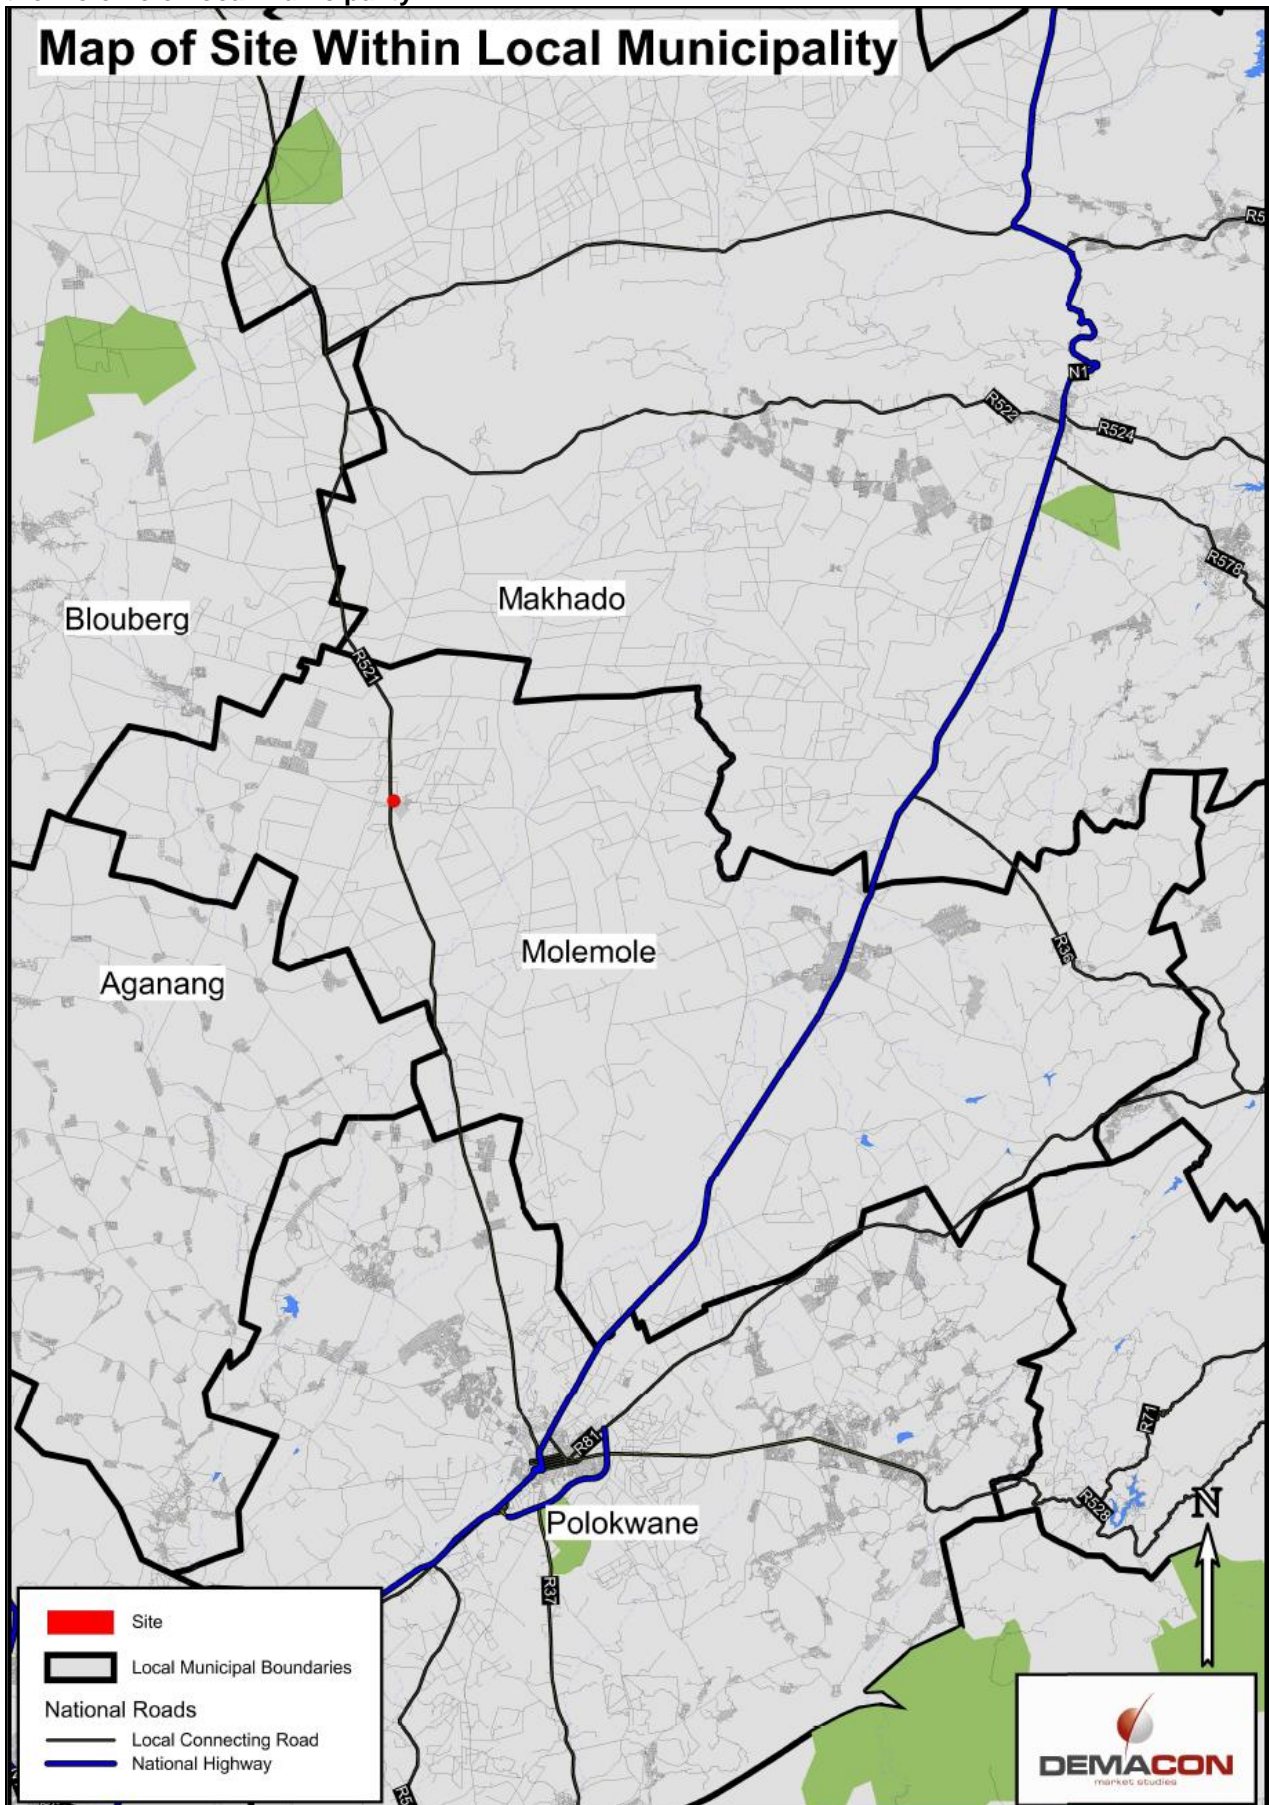 Map of Site Within Local Municipality
N1
R522
R524
R578
Makhado
Blouberg
R521
Molemole
R36
Aganang
R81
R71
R528
N
Polokwane
R37
Site
Local Municipal Boundaries
National Roads
Local Connecting Road
National Highway
DEMACON
market studies